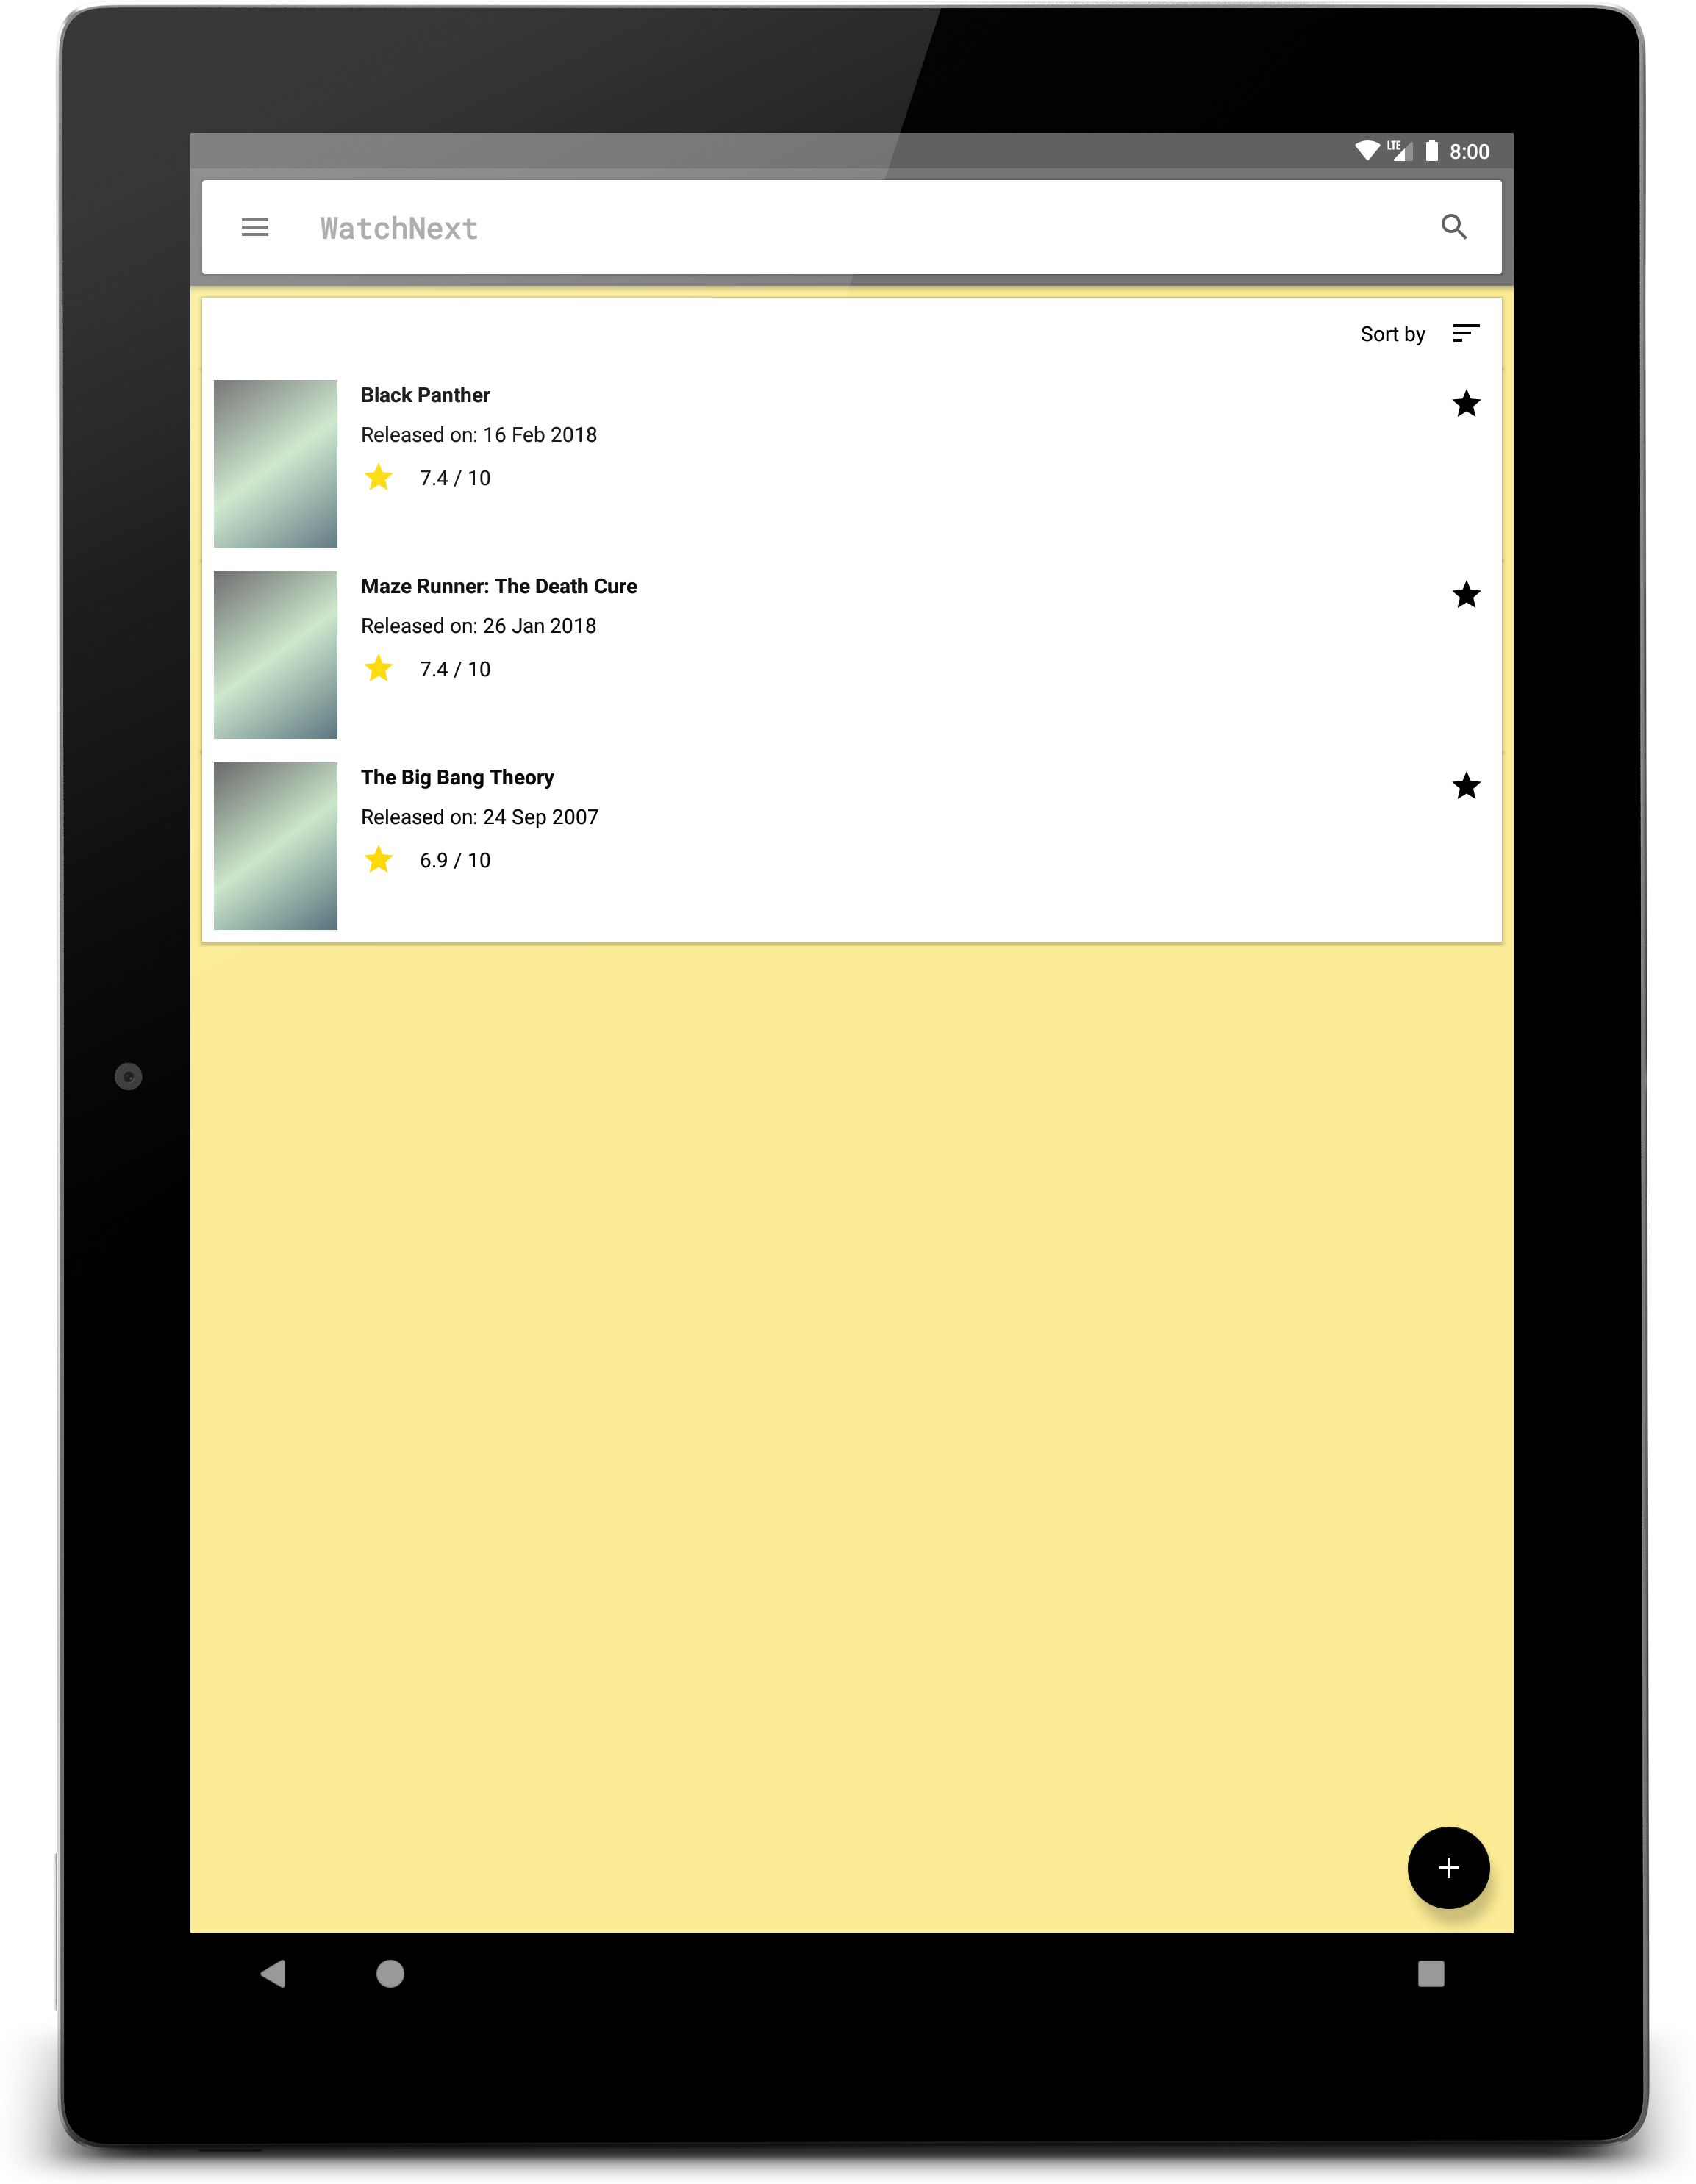 LTE 8:00
WatchNext
Sort by
Black Panther
Released on: 16 Feb 2018
7.4 / 10
Maze Runner: The Death Cure
Released on: 26 Jan 2018
7.4 / 10
The Big Bang Theory
Released on: 24 Sep 2007
6.9 / 10